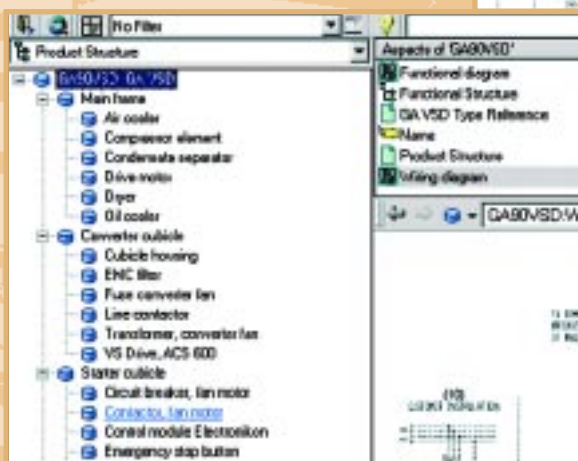 No Filter
Product Structure
GA90VSD, GA VSD
Main frame
Air cooler
Compressor element
Condensate separator
Drive motor
Dryer
Oil cooler
Converter cubicle
Cubicle housing
EMC filter
Fuse converter fan
Line contactor
Transformer, converter fan
VS Drive, ACS 600
Starter cubicle
Circuit breaker, fan motor
Contactor, fan motor
Control module Electronikon
Emergency stop button
Aspects of 'GA90VSD'
Functional diagram
Functional Structure
GA VSD Type Reference
Name
Product Structure
Wiring diagram
GA90VSD:W